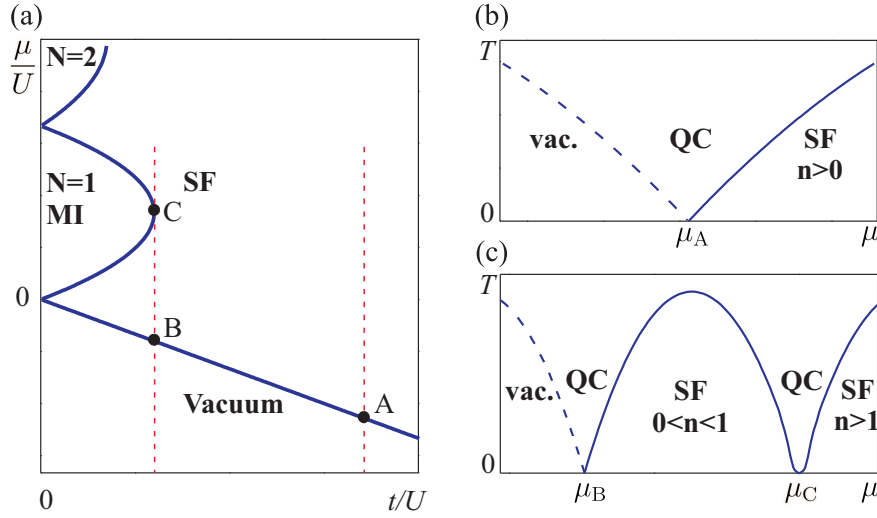 (a)
μ
U
N=2
N=1
MI
SF
C
0
B
Vacuum
A
0
t/U
(b)
T
vac.
QC
SF
n>0
0
μA
μ
(c)
T
vac.
QC
SF
0<n<1
QC
SF
n>1
0
μB
μC
μ